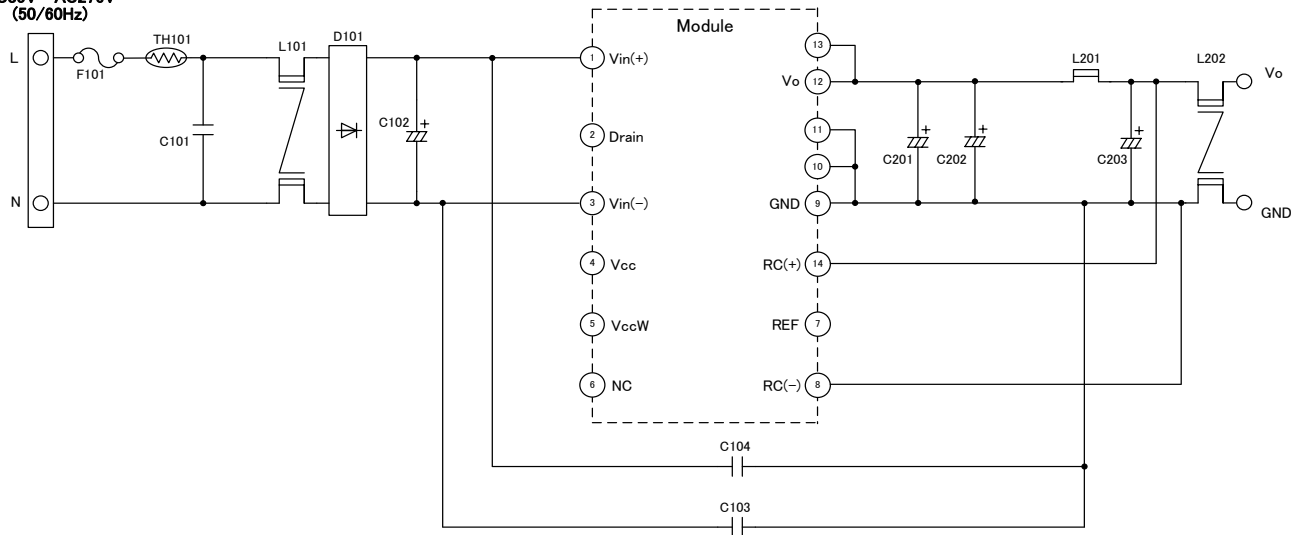 (50/60Hz)
L
F101
TH101
C101
L101
D101
C102
N
Module
1 Vin(+)
2 Drain
3 Vin(-)
4 Vcc
5 VccW
6 NC
13
Vo 12
11
10
GND 9
RC(+) 14
REF 7
RC(-) 8
C201
C202
L201
C203
L202
Vo
GND
C104
C103